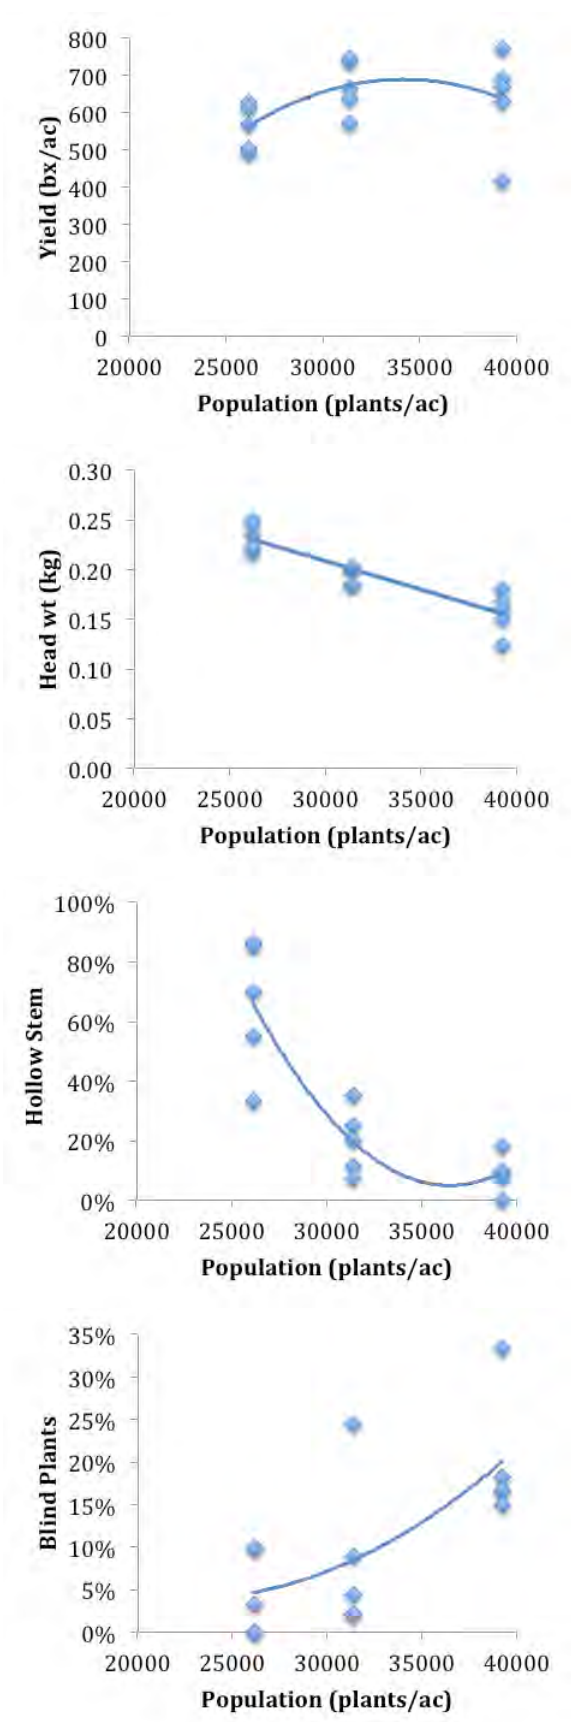 800
700
600
500
400
300
200
100
0
Yield (bx/ac)
20000 25000 30000 35000 40000
Population (plants/ac)
0.30
0.25
0.20
0.15
0.10
0.05
0.00
Head wt (kg)
20000 25000 30000 35000 40000
Population (plants/ac)
100%
80%
60%
40%
20%
0%
Hollow Stem
20000 25000 30000 35000 40000
Population (plants/ac)
35%
30%
25%
20%
15%
10%
5%
0%
Blind Plants
20000 25000 30000 35000 40000
Population (plants/ac)